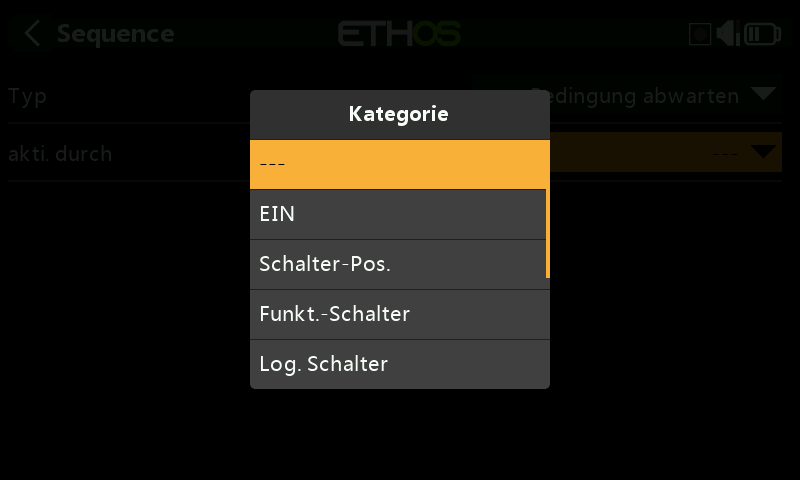 Sequence
ETHOS
Typ
Bedingung abwarten
akti. durch
---
Kategorie
---
EIN
Schalter-Pos.
Funkt.-Schalter
Log. Schalter